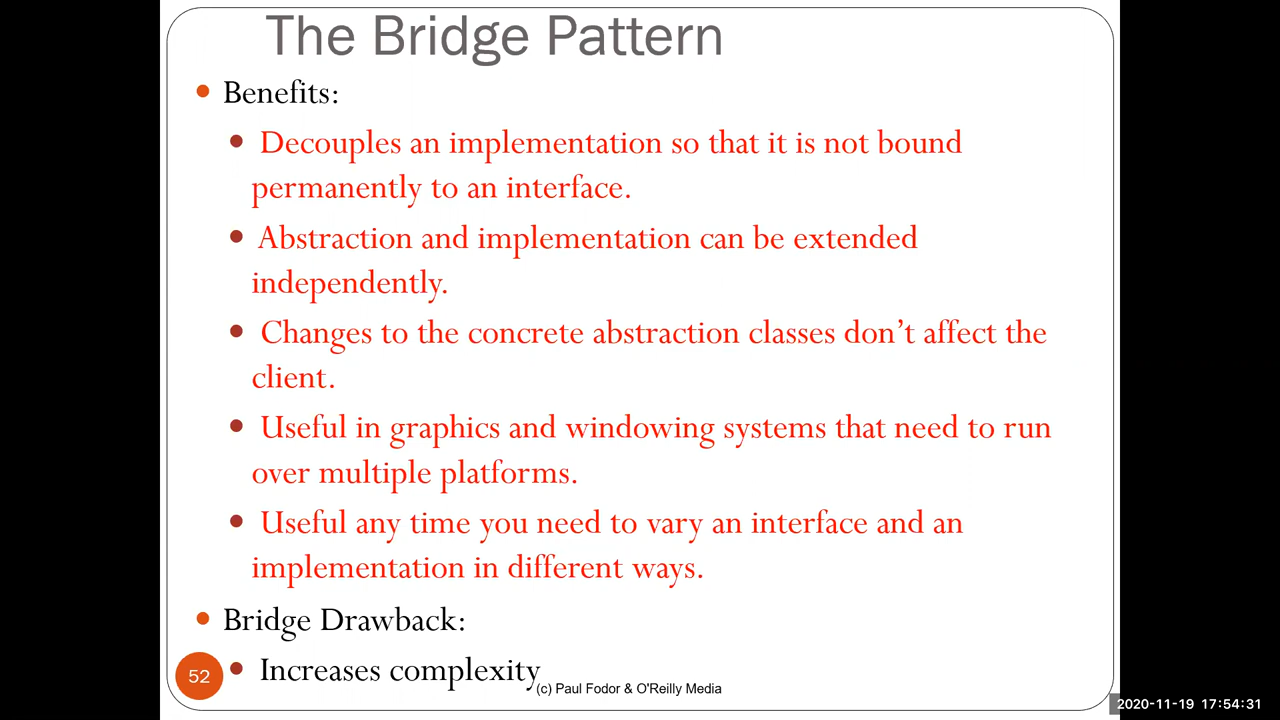 The Bridge Pattern
• Benefits:
• Decouples an implementation so that it is not bound
permanently to an interface.
• Abstraction and implementation can be extended
independently.
• Changes to the concrete abstraction classes don’t affect the
client.
• Useful in graphics and windowing systems that need to run
over multiple platforms.
• Useful any time you need to vary an interface and an
implementation in different ways.
• Bridge Drawback:
• Increases complexity
52
(c) Paul Fodor & O'Reilly Media
2020-11-19 17:54:31